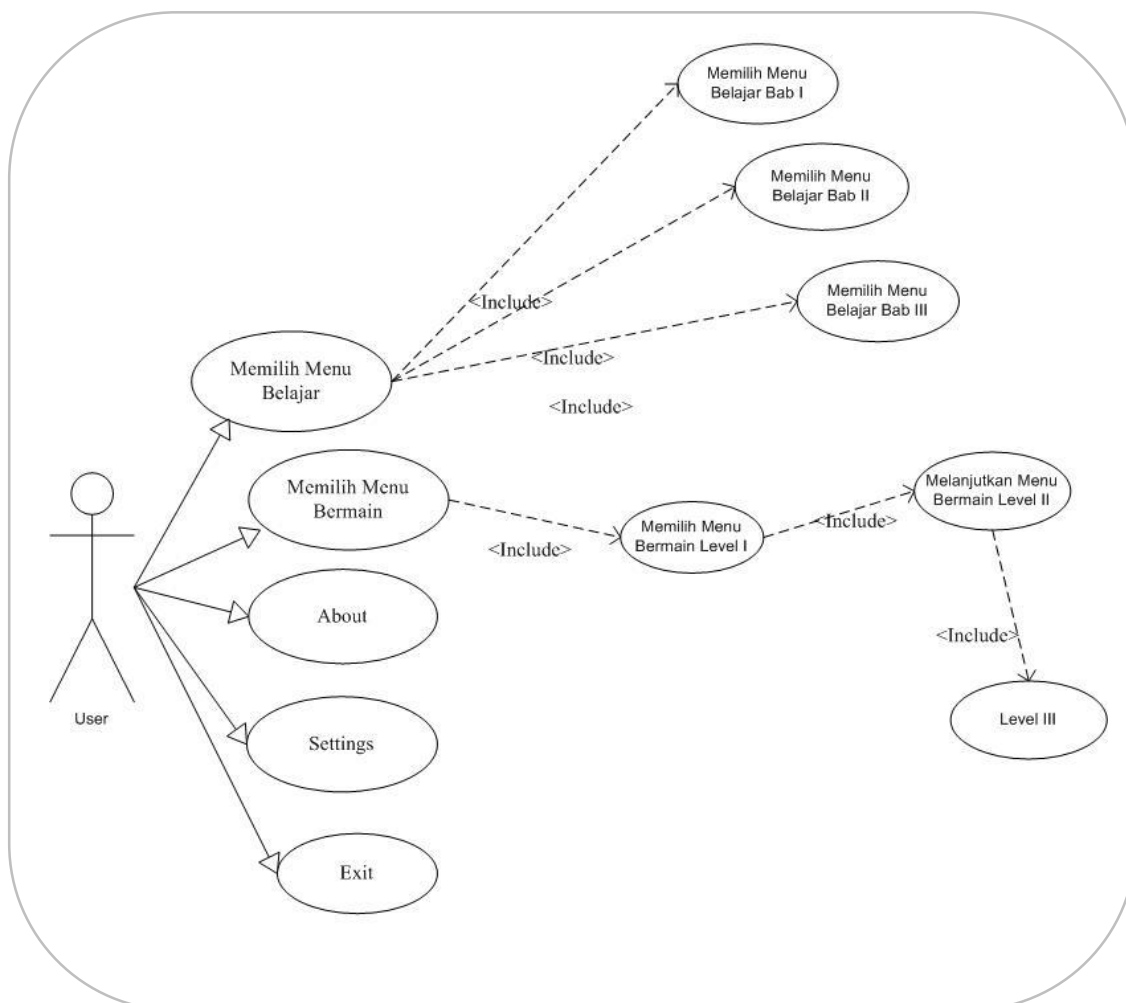 Memilih Menu
Belajar Bab I
Memilih Menu
Belajar Bab II
Memilih Menu
Belajar Bab III
<Include>
<Include>
<Include>
Memilih Menu
Belajar
Memilih Menu
Bermain
<Include>
Memilih Menu
Bermain Level I
<Include>
Melanjutkan Menu
Bermain Level II
<Include>
Level III
About
Settings
Exit
User